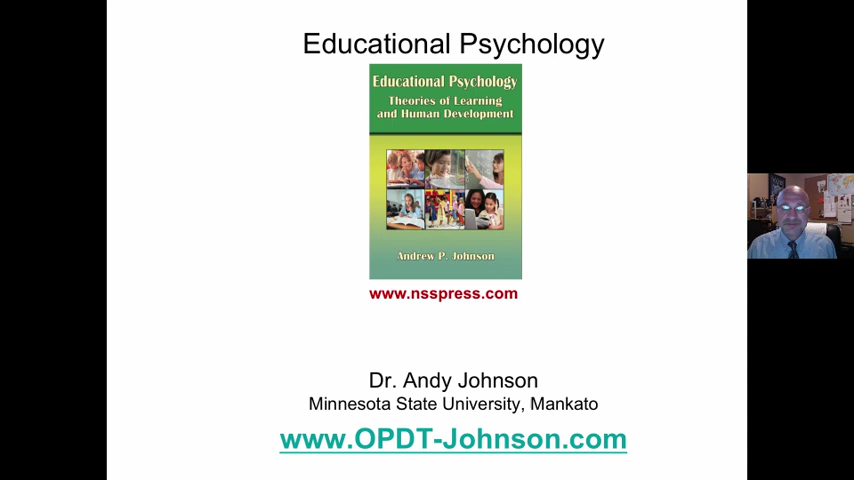 Educational Psychology
Educational Psychology
Theories of Learning
and Human Development
Andrew P. Johnson
www.nsspress.com
Dr. Andy Johnson
Minnesota State University, Mankato
www.OPDT-Johnson.com